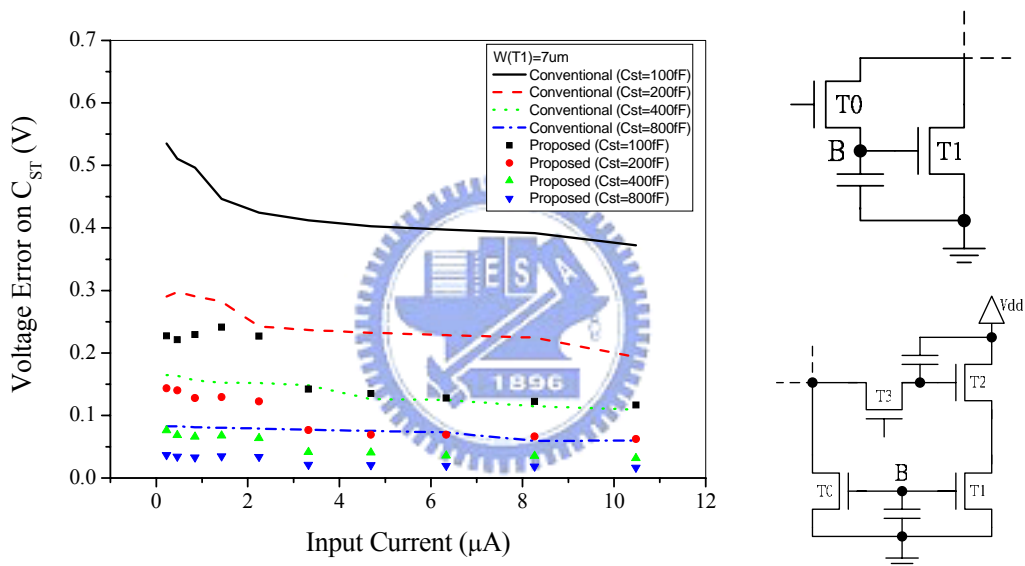 0.7
0.6
0.5
0.4
0.3
0.2
0.1
0.0
Voltage Error on C_ST (V)
0 2 4 6 8 10 12
Input Current (μA)
W(T1)=7um
Conventional (Cst=100fF)
Conventional (Cst=200fF)
Conventional (Cst=400fF)
Conventional (Cst=800fF)
Proposed (Cst=100fF)
Proposed (Cst=200fF)
Proposed (Cst=400fF)
Proposed (Cst=800fF)
E S A
1896
T0
B
T1
Vdd
T3
T2
T0
B
T1